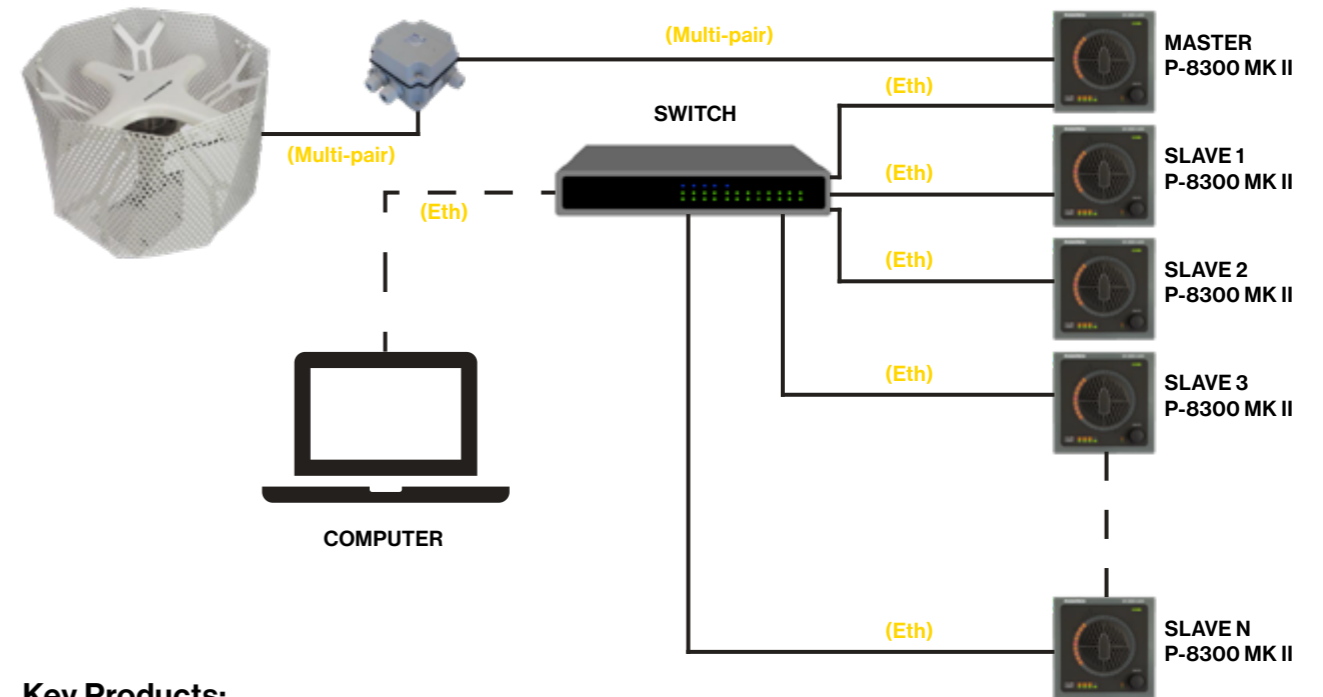 (Multi-pair)
MASTER
P-8300 MK II
(Eth)
SWITCH
(Multi-pair)
SLAVE 1
P-8300 MK II
(Eth)
(Eth)
SLAVE 2
P-8300 MK II
(Eth)
SLAVE 3
P-8300 MK II
(Eth)
COMPUTER
SLAVE N
P-8300 MK II
(Eth)
Key Products: